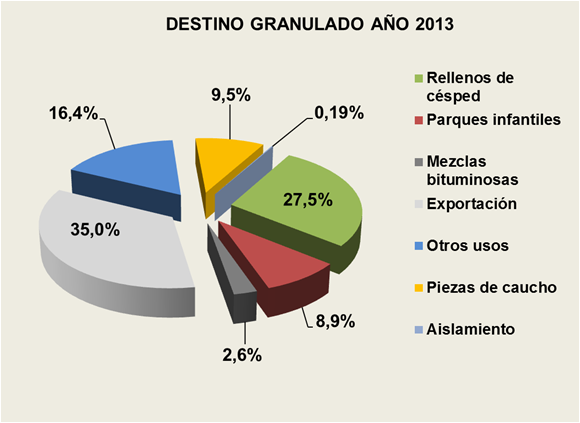 DESTINO GRANULADO AÑO 2013
9,5%
0,19%
16,4%
27,5%
35,0%
8,9%
2,6%
Rellenos de
césped
Parques infantiles
Mezclas
bituminosas
Exportación
Otros usos
Piezas de caucho
Aislamiento